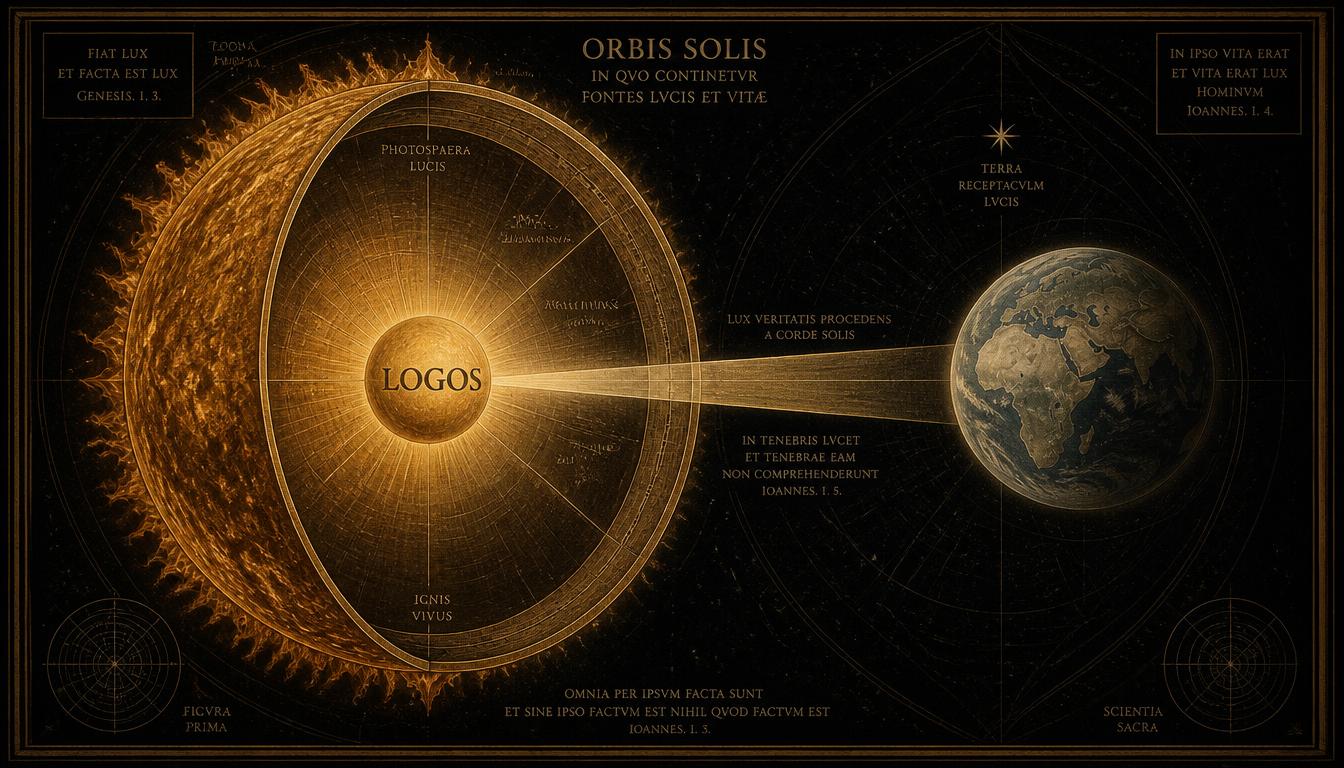 FIAT LUX
ET FACTA EST LUX
GENESIS. I. 3.
ORBIS SOLIS
IN QVO CONTINETVR
FONTES LVCIS ET VITÆ
IN IPSO VITA ERAT
ET VITA ERAT LUX
HOMINVM
IOANNES. I. 4.
PHOTOSPAERA
LUCIS
TERRA
RECEPTACVLM
LVCIS
LUX VERITATIS PROCEDENS
A CORDE SOLIS
LOGOS
IN TENEBRIS LVCET
ET TENEBRAE EAM
NON COMPREHENDERUNT
IOANNES. I. 5.
IGNIS
VIVUS
OMNIA PER IPSVM FACTA SUNT
ET SINE IPSO FACTVM EST NIHIL QVOD FACTVM EST
IOANNES. I. 3.
FIGVRA
PRIMA
SCIENTIA
SACRA